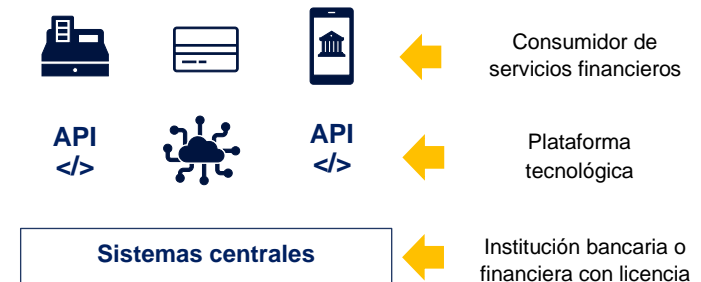 Consumidor de
servicios financieros
API
</>
API
</>
Plataforma
tecnológica
Sistemas centrales
Institución bancaria o
financiera con licencia